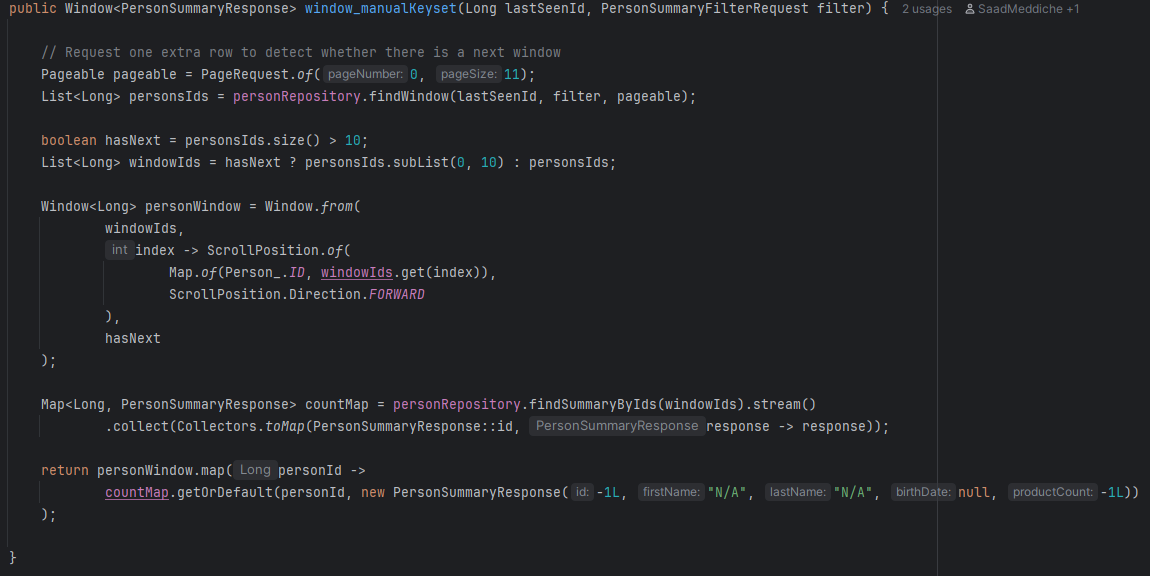 public Window<PersonSummaryResponse> window_manualKeyset(Long lastSeenId, PersonSummaryFilterRequest filter) { 2 usages SaadMeddiche +1
// Request one extra row to detect whether there is a next window
Pageable pageable = PageRequest.of( pageNumber: 0, pageSize: 11);
List<Long> personsIds = personRepository.findWindow(lastSeenId, filter, pageable);
boolean hasNext = personsIds.size() > 10;
List<Long> windowIds = hasNext ? personsIds.subList(0, 10) : personsIds;
Window<Long> personWindow = Window.from(
windowIds,
int index -> ScrollPosition.of(
Map.of(Person_.ID, windowIds.get(index)),
ScrollPosition.Direction.FORWARD
),
hasNext
);
Map<Long, PersonSummaryResponse> countMap = personRepository.findSummaryByIds(windowIds).stream()
.collect(Collectors.toMap(PersonSummaryResponse::id, PersonSummaryResponse response -> response));
return personWindow.map( Long personId ->
countMap.getOrDefault(personId, new PersonSummaryResponse( id: -1L, firstName: "N/A", lastName: "N/A", birthDate: null, productCount: -1L))
);
}